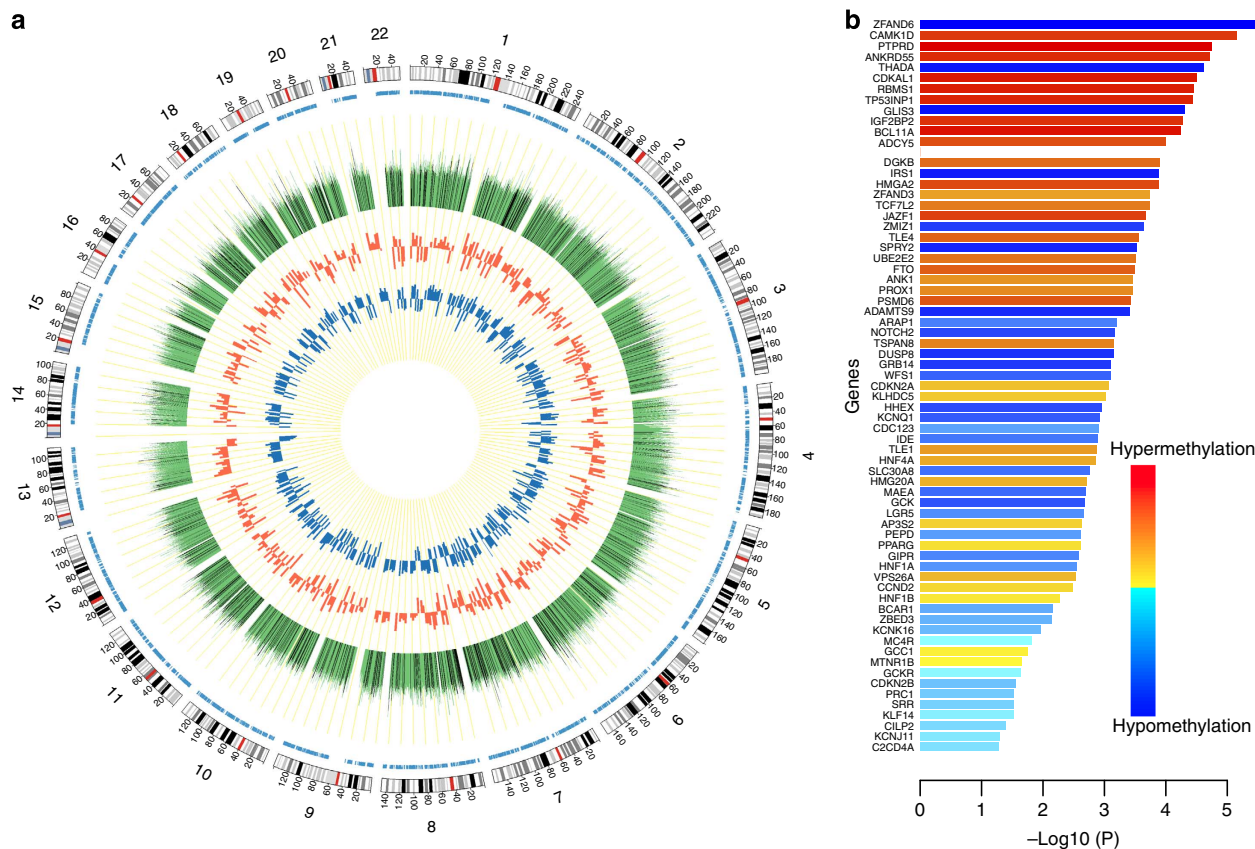 a
b
1
2
3
4
5
6
7
8
9
10
11
12
13
14
15
16
17
18
19
20
21
22
Genes
ZFAND6
CAMK1D
PTPRD
ANKRD55
THADA
CDKAL1
RBMS1
TP53INP1
GLIS3
IGF2BP2
BCL11A
ADCY5
DGKB
IRS1
HMGA2
ZFAND3
TCF7L2
JAZF1
ZMIZ1
TLE4
SPRY2
UBE2E2
FTO
ANK1
PROX1
PSMD6
ADAMTS9
ARAP1
NOTCH2
TSPAN8
DUSP8
GRB14
WFS1
CDKN2A
KLHDC5
HHEX
KCNQ1
CDC123
IDE
TLE1
HNF4A
SLC30A8
HMG20A
MAEA
GCK
LGR5
AP3S2
PEPD
PPARG
GIPR
HNF1A
VPS26A
CCND2
HNF1B
BCAR1
ZBED3
KCNK16
MC4R
GCC1
MTNR1B
GCKR
CDKN2B
PRC1
SRR
KLF14
CILP2
KCNJ11
C2CD4A
Hypermethylation
Hypomethylation
0 1 2 3 4 5
–Log10 (P)